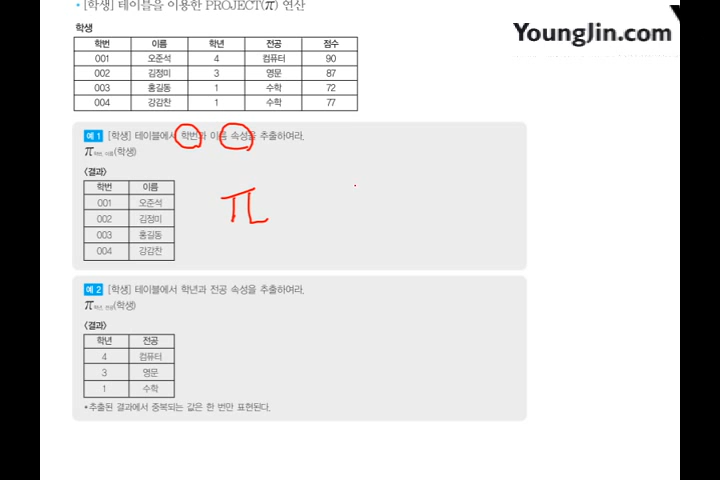 • [학생] 테이블을 이용한 PROJECT(π) 연산
YoungJin.com
학생
학번 이름 학년 전공 점수
001 오준석 4 컴퓨터 90
002 김정미 3 영문 87
003 홍길동 1 수학 72
004 강감찬 1 수학 77
예 1 [학생] 테이블에서 학번과 이름 속성을 추출하여라.
π학번, 이름(학생)
〈결과〉
학번 이름
001 오준석
002 김정미
003 홍길동
004 강감찬
π
예 2 [학생] 테이블에서 학년과 전공 속성을 추출하여라.
π학년, 전공(학생)
〈결과〉
학년 전공
4 컴퓨터
3 영문
1 수학
•추출된 결과에서 중복되는 값은 한 번만 표현된다.